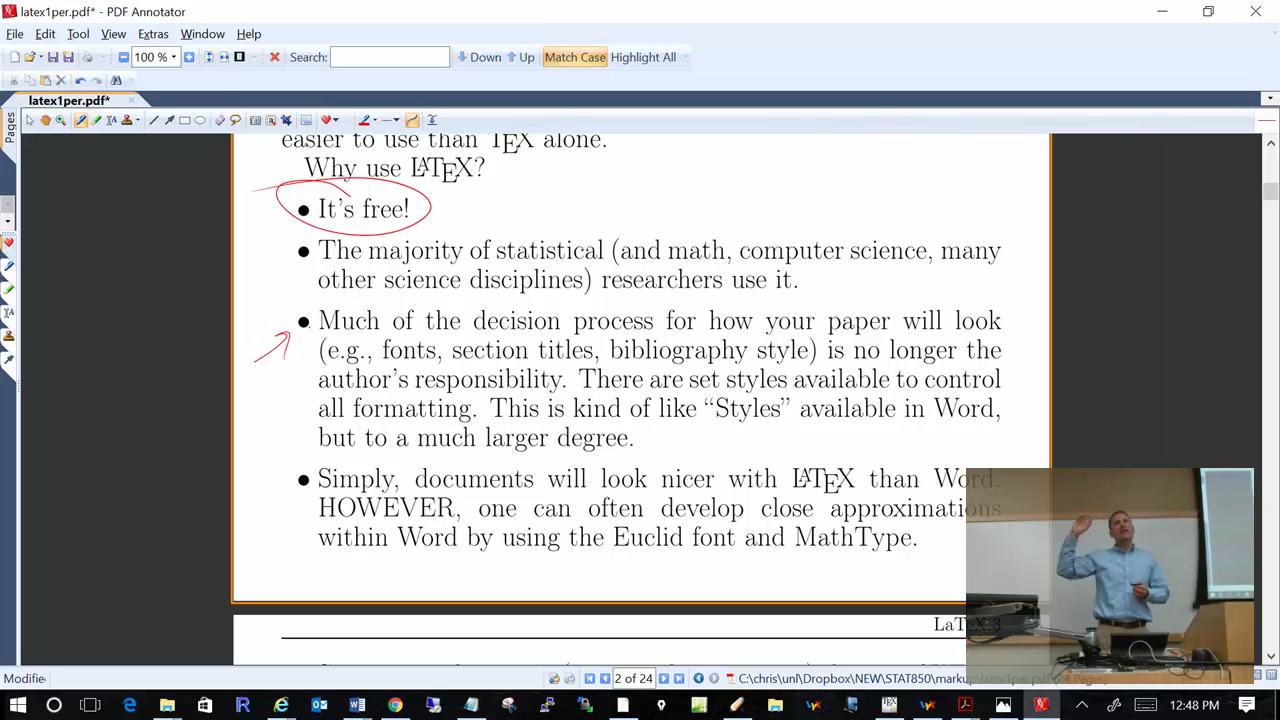 latex1per.pdf* - PDF Annotator
File Edit Tool View Extras Window Help
100 % Search: Down Up Match Case Highlight All
latex1per.pdf*
Pages
easier to use than TEX alone.
Why use LATEX?
• It's free!
• The majority of statistical (and math, computer science, many
other science disciplines) researchers use it.
• Much of the decision process for how your paper will look
(e.g., fonts, section titles, bibliography style) is no longer the
author's responsibility. There are set styles available to control
all formatting. This is kind of like “Styles” available in Word,
but to a much larger degree.
• Simply, documents will look nicer with LATEX than Word.
HOWEVER, one can often develop close approximations
within Word by using the Euclid font and MathType.
LaTeX.3
Modifie 2 of 24 C:\chris\unl\Dropbox\NEW\STAT850\markup\latex1per.pdf
12:48 PM